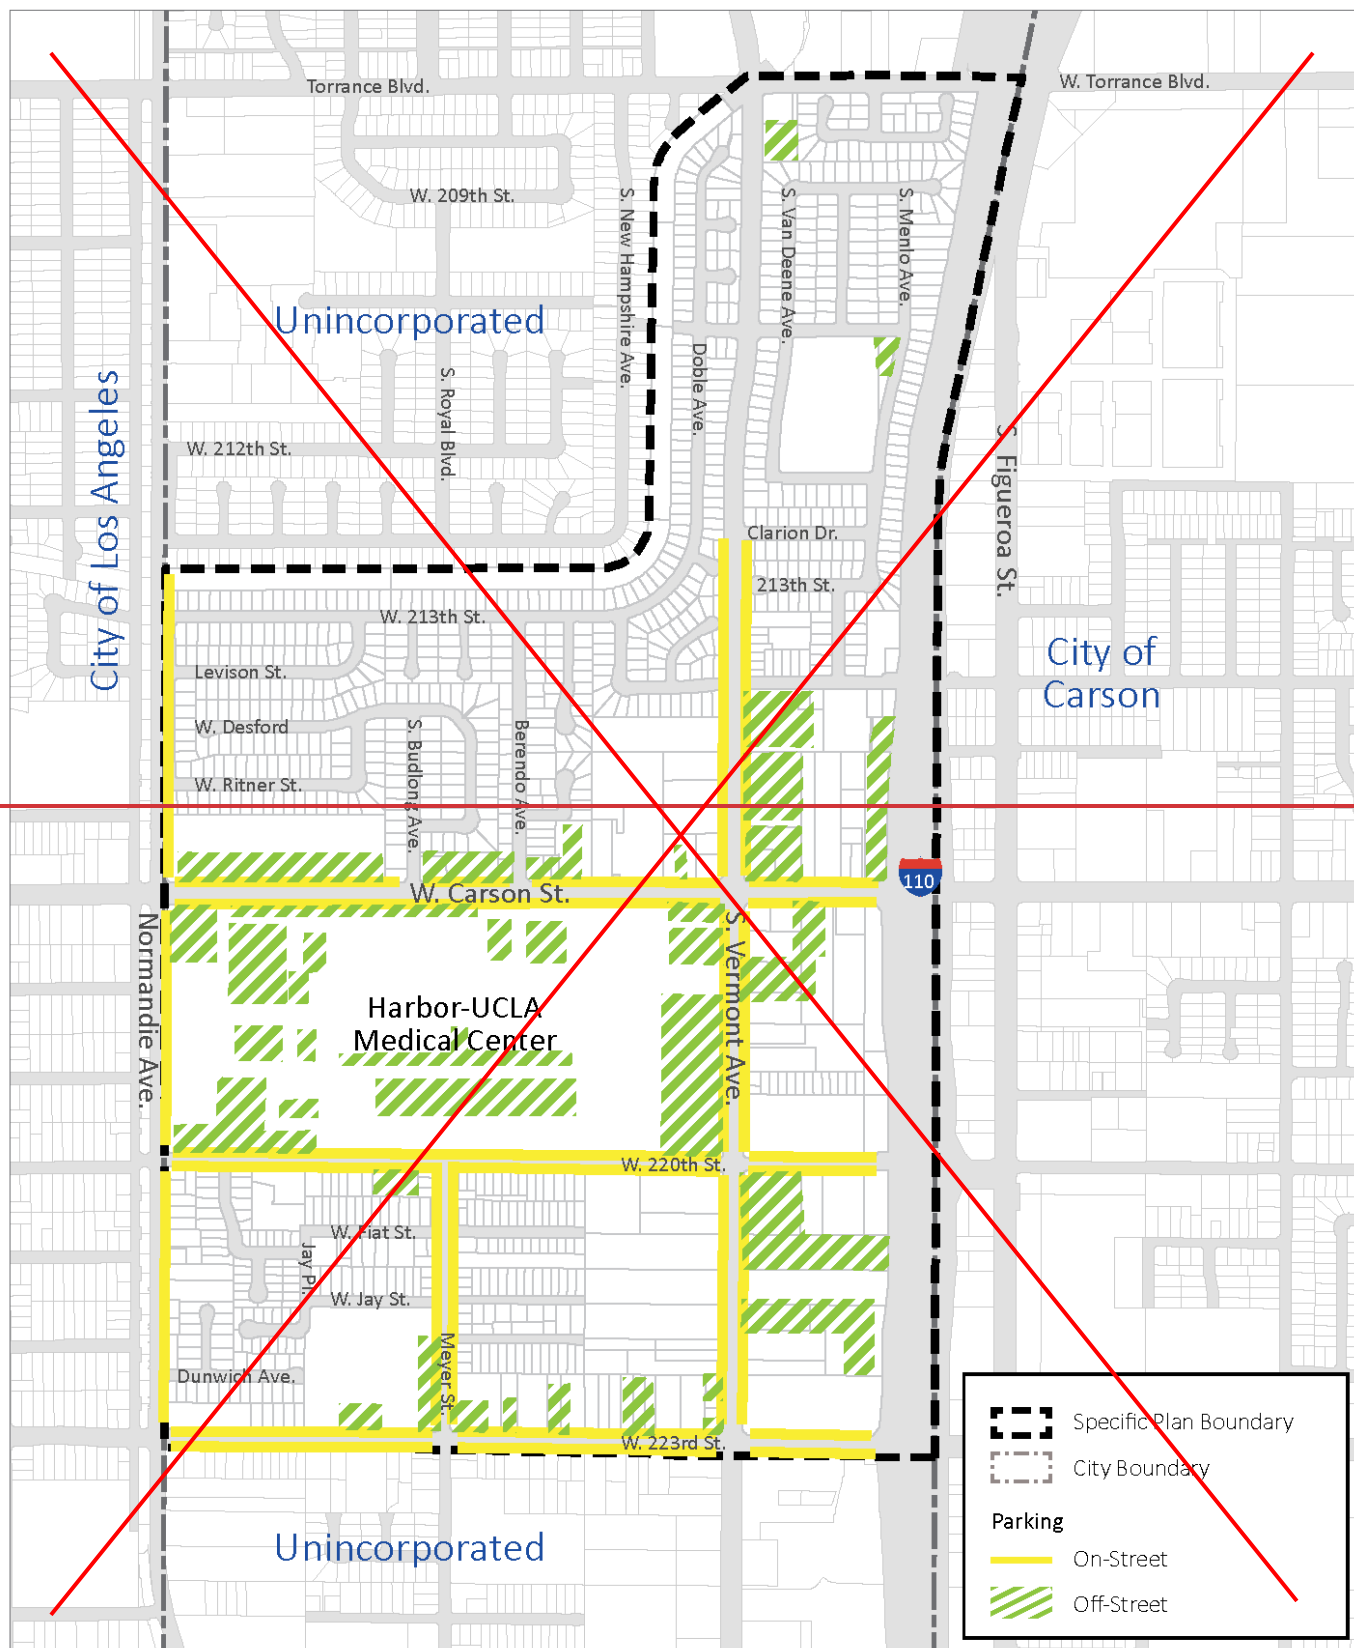 Torrance Blvd.
W. Torrance Blvd.
W. 209th St.
S. New Hampshire Ave.
S. Van Deene Ave.
S. Menlo Ave.
Unincorporated
Doble Ave.
S. Royal Blvd.
City of Los Angeles
W. 212th St.
S Figueroa St.
Clarion Dr.
213th St.
W. 213th St.
City of
Carson
Levison St.
W. Desford
S. Budlong Ave.
Berendo Ave.
W. Ritner St.
110
W. Carson St.
Normandie Ave.
S. Vermont Ave.
Harbor-UCLA
Medical Center
W. 220th St.
W. Fiat St.
Jay Pl.
W. Jay St.
Meyer St.
Dunwich Ave.
W. 223rd St.
Unincorporated
Specific Plan Boundary
City Boundary
Parking
On-Street
Off-Street